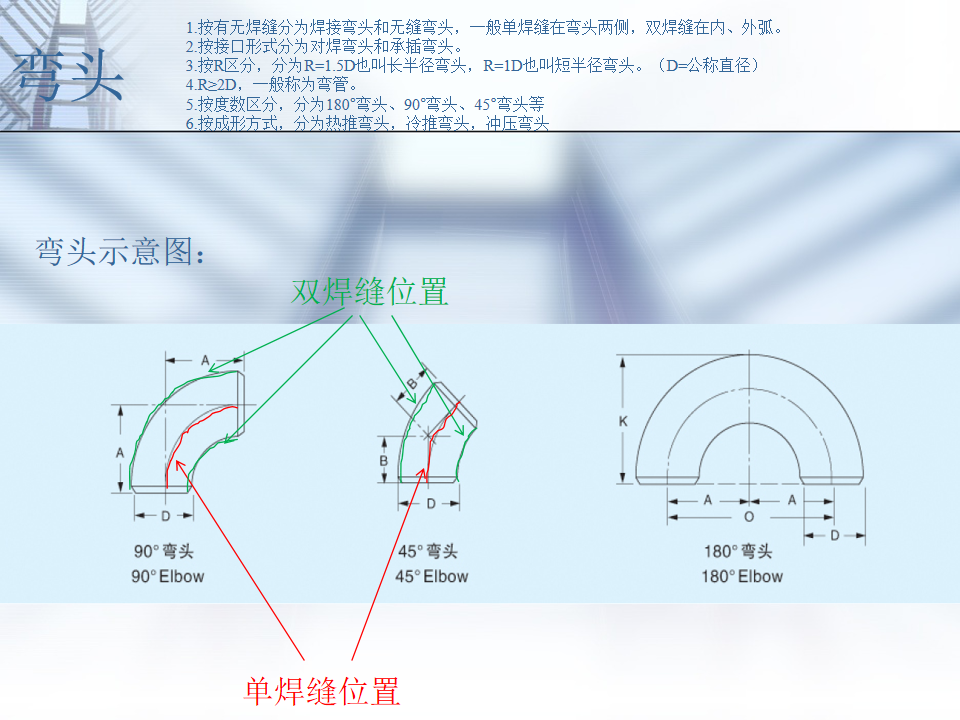 弯头
1.按有无焊缝分为焊接弯头和无缝弯头，一般单焊缝在弯头两侧，双焊缝在内、外弧。
2.按接口形式分为对焊弯头和承插弯头。
3.按R区分，分为R=1.5D也叫长半径弯头，R=1D也叫短半径弯头。（D=公称直径）
4.R≥2D，一般称为弯管。
5.按度数区分，分为180°弯头、90°弯头、45°弯头等
6.按成形方式，分为热推弯头，冷推弯头，冲压弯头
弯头示意图：
双焊缝位置
A
A
D
90°弯头
90°Elbow
B
B
D
45°弯头
45°Elbow
K
A
A
O
D
180°弯头
180°Elbow
单焊缝位置